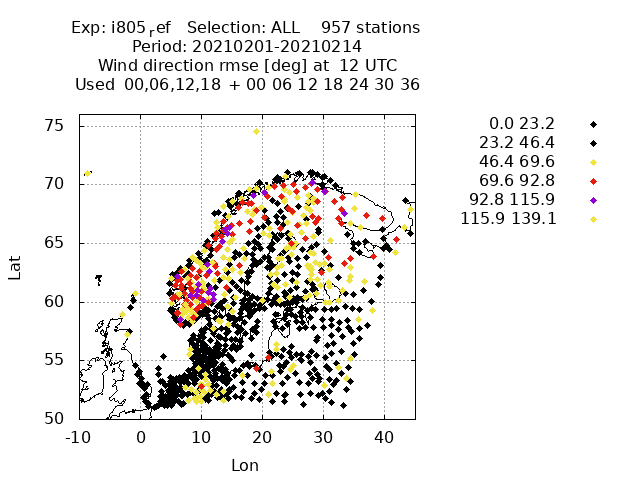 Exp: i805ref   Selection: ALL    957 stations
Period: 20210201-20210214
Wind direction rmse [deg] at  12 UTC
Used  00,06,12,18  + 00 06 12 18 24 30 36
0.0 23.2
23.2 46.4
46.4 69.6
69.6 92.8
92.8 115.9
115.9 139.1
Lat
75
70
65
60
55
50
-10 0 10 20 30 40
Lon